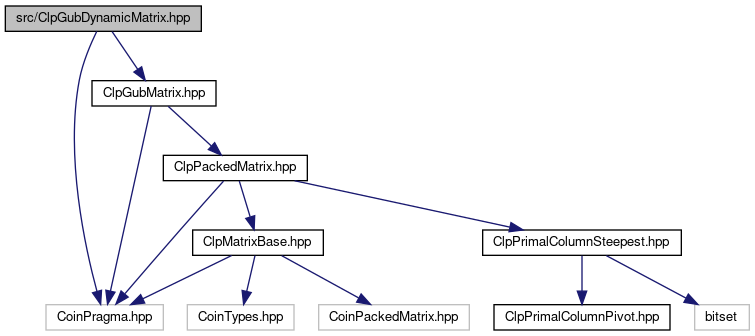 src/ClpGubDynamicMatrix.hpp
ClpGubMatrix.hpp
ClpPackedMatrix.hpp
ClpMatrixBase.hpp
ClpPrimalColumnSteepest.hpp
CoinPragma.hpp
CoinTypes.hpp
CoinPackedMatrix.hpp
ClpPrimalColumnPivot.hpp
bitset